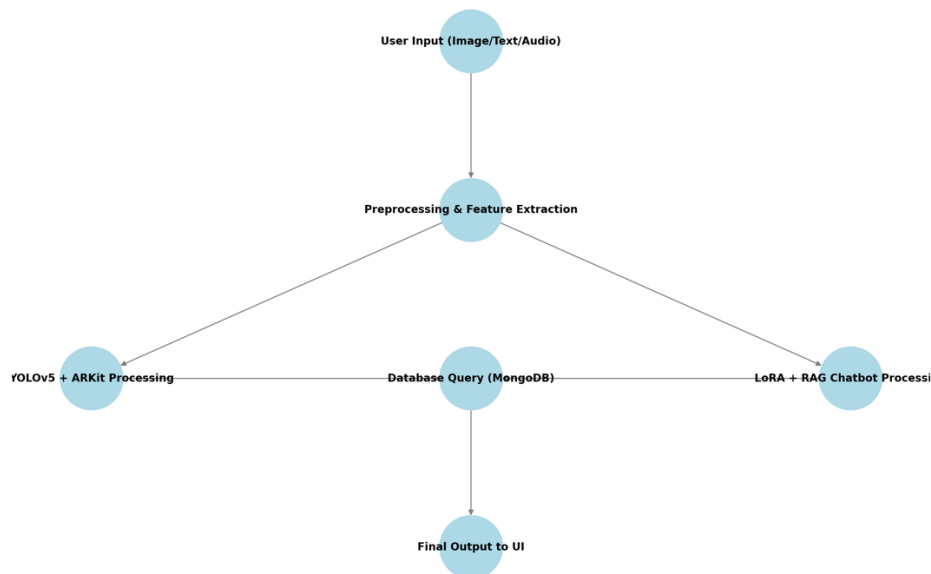 User Input (Image/Text/Audio)
Preprocessing & Feature Extraction
YOLOv5 + ARKit Processing
Database Query (MongoDB)
LoRA + RAG Chatbot Processi
Final Output to UI